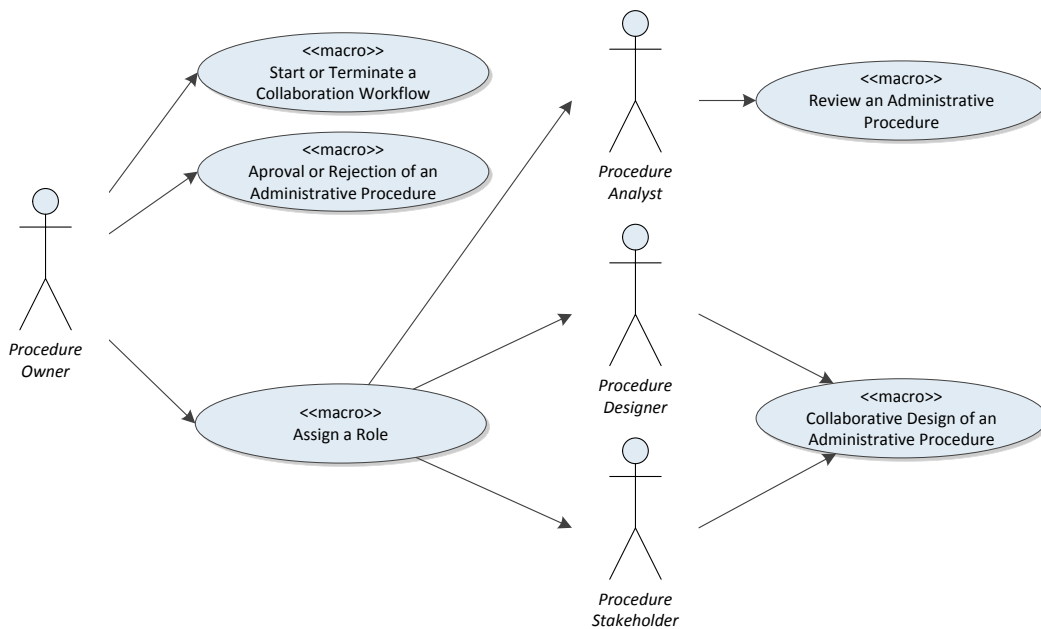 <<macro>>
Start or Terminate a
Collaboration Workflow
<<macro>>
Aproval or Rejection of an
Administrative Procedure
Procedure
Owner
<<macro>>
Assign a Role
Procedure
Analyst
<<macro>>
Review an Administrative
Procedure
Procedure
Designer
<<macro>>
Collaborative Design of an
Administrative Procedure
Procedure
Stakeholder